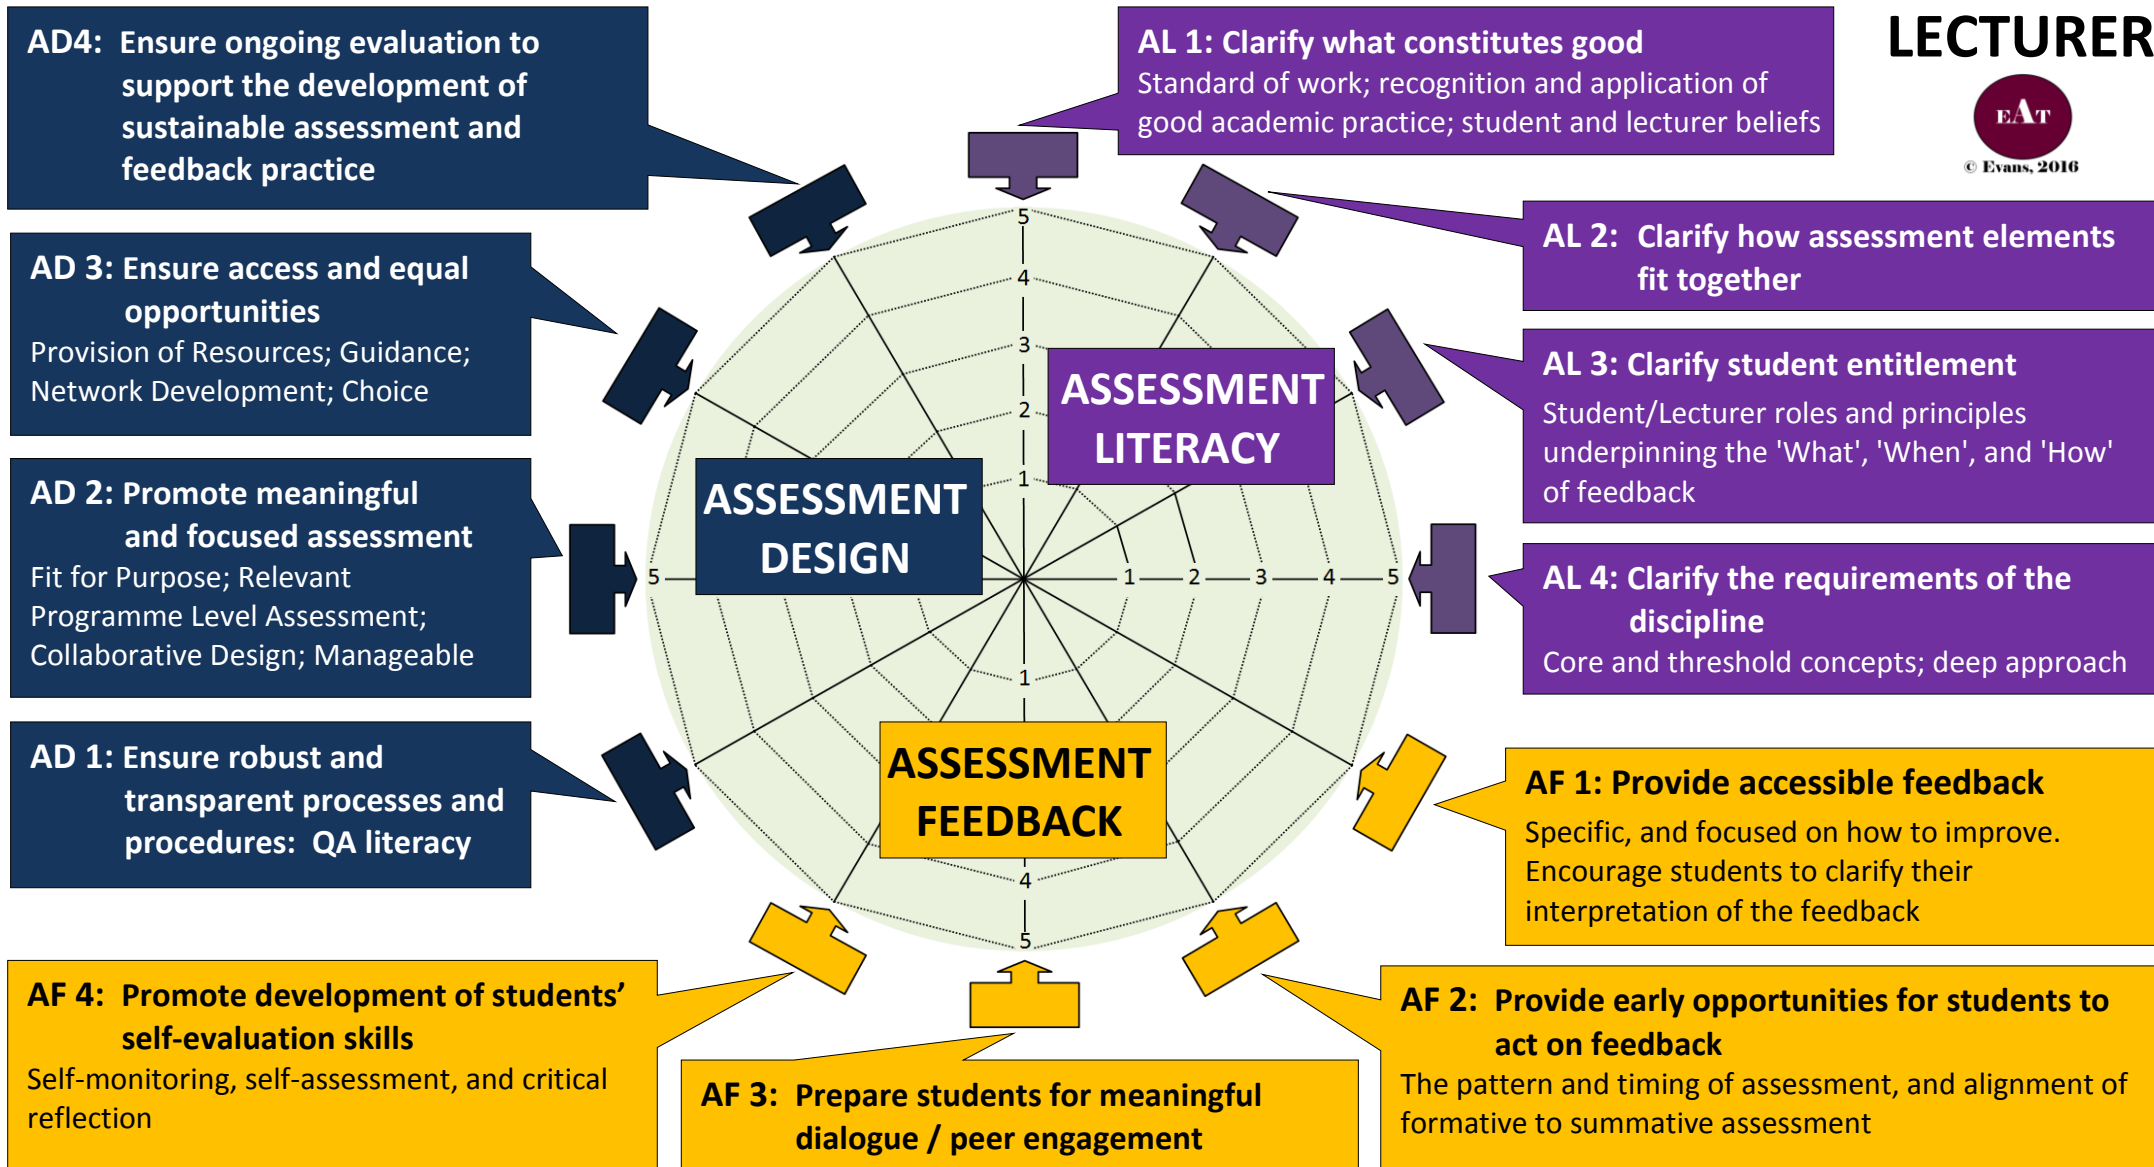 AD4: Ensure ongoing evaluation to
support the development of
sustainable assessment and
feedback practice
AL 1: Clarify what constitutes good
Standard of work; recognition and application of
good academic practice; student and lecturer beliefs
LECTURER
EAT
© Evans, 2016
AL 2: Clarify how assessment elements
fit together
AD 3: Ensure access and equal
opportunities
Provision of Resources; Guidance;
Network Development; Choice
AL 3: Clarify student entitlement
Student/Lecturer roles and principles
underpinning the 'What', 'When', and 'How'
of feedback
5
4
3
2
1
ASSESSMENT
LITERACY
ASSESSMENT
DESIGN
AD 2: Promote meaningful
and focused assessment
Fit for Purpose; Relevant
Programme Level Assessment;
Collaborative Design; Manageable
5
1 2 3 4 5
AL 4: Clarify the requirements of the
discipline
Core and threshold concepts; deep approach
1
ASSESSMENT
FEEDBACK
4
5
AD 1: Ensure robust and
transparent processes and
procedures: QA literacy
AF 1: Provide accessible feedback
Specific, and focused on how to improve.
Encourage students to clarify their
interpretation of the feedback
AF 4: Promote development of students’
self-evaluation skills
Self-monitoring, self-assessment, and critical
reflection
AF 3: Prepare students for meaningful
dialogue / peer engagement
AF 2: Provide early opportunities for students to
act on feedback
The pattern and timing of assessment, and alignment of
formative to summative assessment